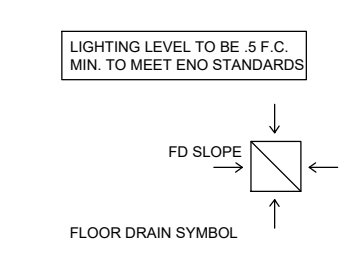 LIGHTING LEVEL TO BE .5 F.C.
MIN. TO MEET ENO STANDARDS
FD SLOPE
FLOOR DRAIN SYMBOL